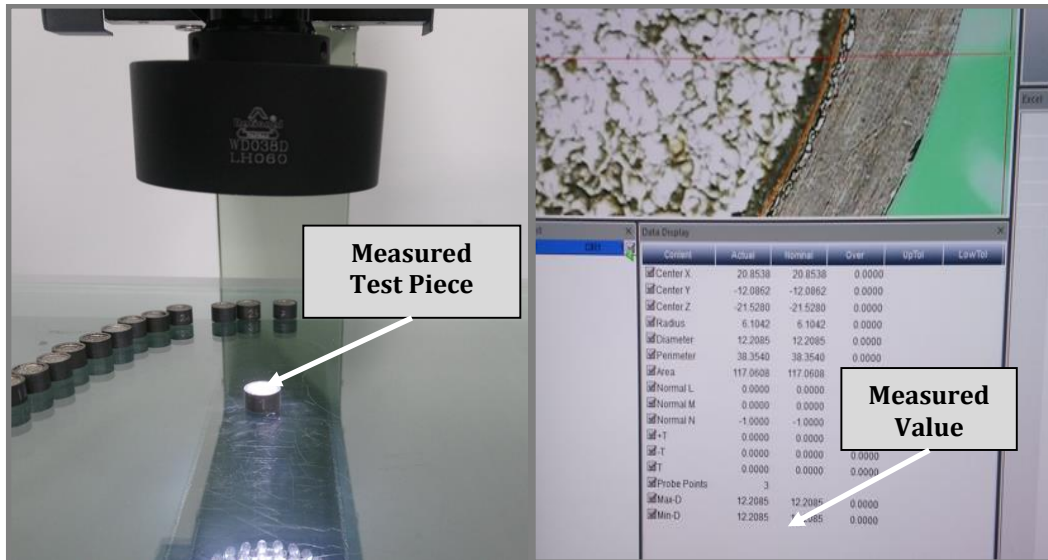 WD038D
LH060
Measured
Test Piece
Excel
Data Display
Content Actual Nominal Over UpTol LowTol
Center X 20.8538 20.8538 0.0000
Center Y -12.0862 -12.0862 0.0000
Center Z -21.5280 -21.5280 0.0000
Radius 6.1042 6.1042 0.0000
Diameter 12.2085 12.2085 0.0000
Perimeter 38.3540 38.3540 0.0000
Area 117.0608 117.0608
Normal L 0.0000 0.0000
Normal M 0.0000 0.0000
Normal N -1.0000 -1.0000
+T 0.0000 0.0000
-T 0.0000 0.0000 0.0000
T 0.0000 0.0000 0.0000
Probe Points 3
Max-D 12.2085 12.2085 0.0000
Min-D 12.2085 0.0000
Measured
Value